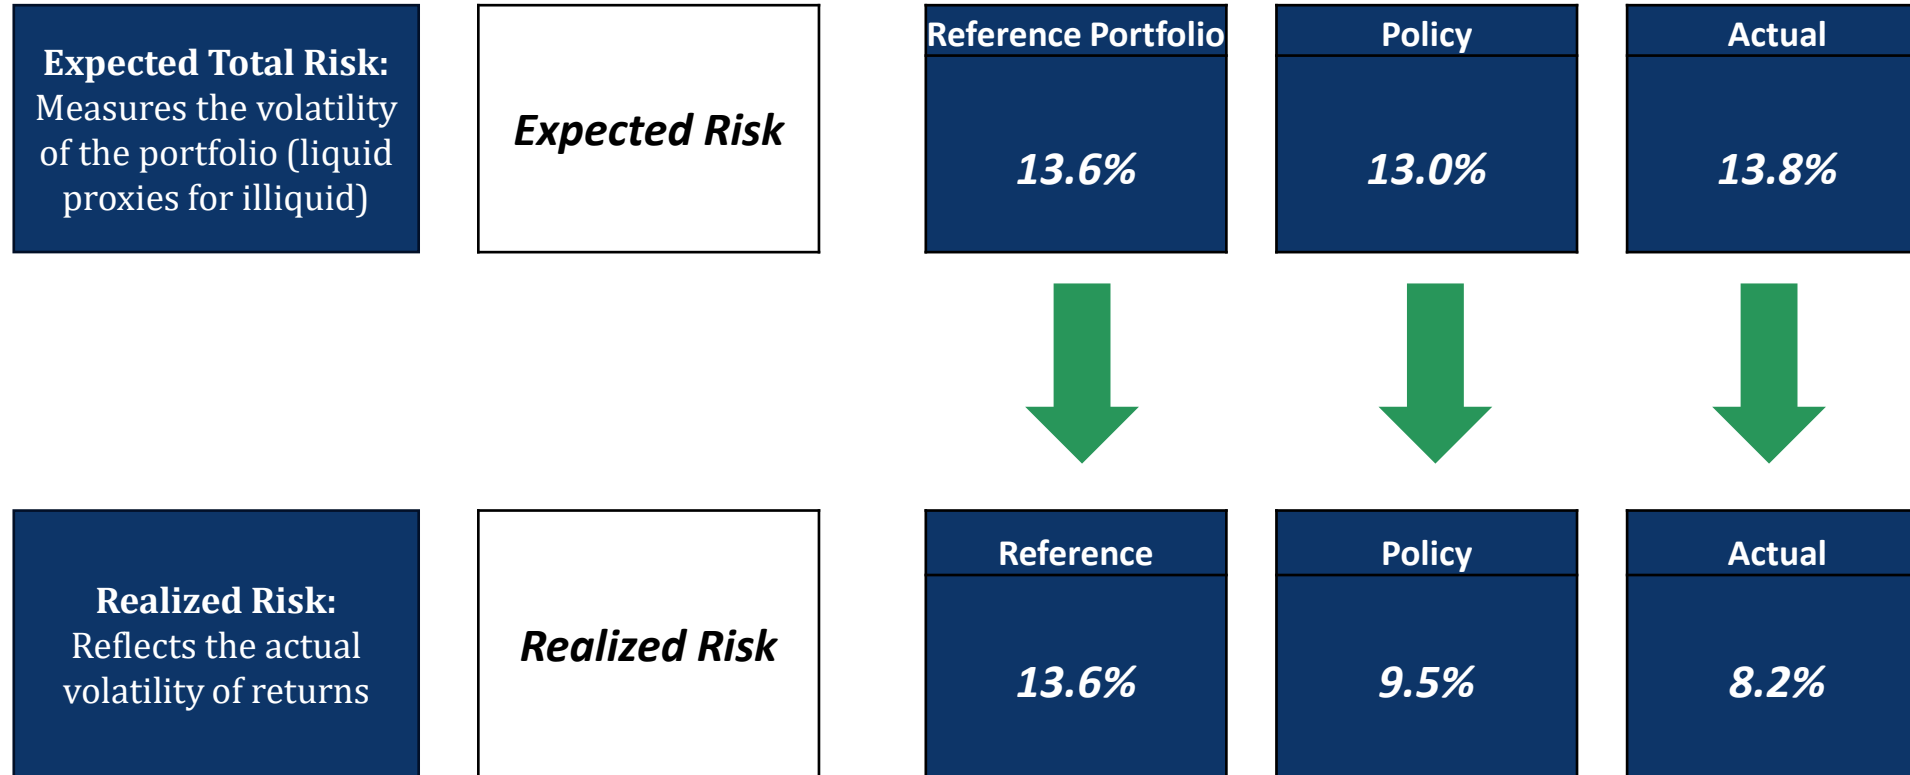 Expected Total Risk:
Measures the volatility
of the portfolio (liquid
proxies for illiquid)
Expected Risk
Reference Portfolio
13.6%
Policy
13.0%
Actual
13.8%
Realized Risk:
Reflects the actual
volatility of returns
Realized Risk
Reference
13.6%
Policy
9.5%
Actual
8.2%